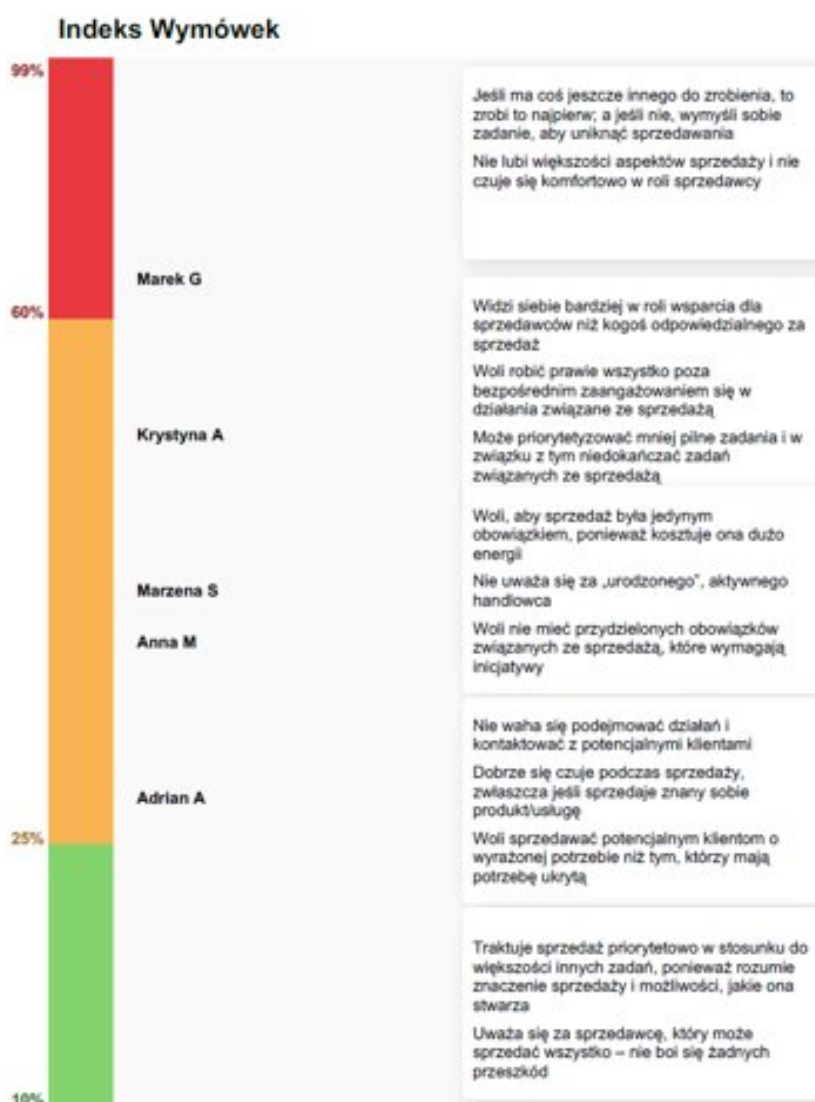 Indeks Wymówek
99%
Jeśli ma coś jeszcze innego do zrobienia, to
zrobi to najpierw; a jeśli nie, wymyśli sobie
zadanie, aby uniknąć sprzedawania
Nie lubi większości aspektów sprzedaży i nie
czuje się komfortowo w roli sprzedawcy
Marek G
60%
Widzi siebie bardziej w roli wsparcia dla
sprzedawców niż kogoś odpowiedzialnego za
sprzedaż
Woli robić prawie wszystko poza
bezpośrednim zaangażowaniem się w
działania związane ze sprzedażą
Krystyna A
Może priorytetyzować mniej pilne zadania i w
związku z tym niedokańczać zadań
związanych ze sprzedażą
Woli, aby sprzedaż była jedynym
obowiązkiem, ponieważ kosztuje ona dużo
energii
Marzena S
Nie uważa się za „urodzonego”, aktywnego
handlowca
Anna M
Woli nie mieć przydzielonych obowiązków
związanych ze sprzedażą, które wymagają
inicjatywy
Nie waha się podejmować działań i
kontaktować z potencjalnymi klientami
Adrian A
Dobrze się czuje podczas sprzedaży,
zwłaszcza jeśli sprzedaje znany sobie
produkt/usługę
25%
Woli sprzedawać potencjalnym klientom o
wyrażonej potrzebie niż tym, którzy mają
potrzebę ukrytą
Traktuje sprzedaż priorytetowo w stosunku do
większości innych zadań, ponieważ rozumie
znaczenie sprzedaży i możliwości, jakie ona
stwarza
Uważa się za sprzedawcę, który może
sprzedać wszystko – nie boi się żadnych
przeszkód
10%